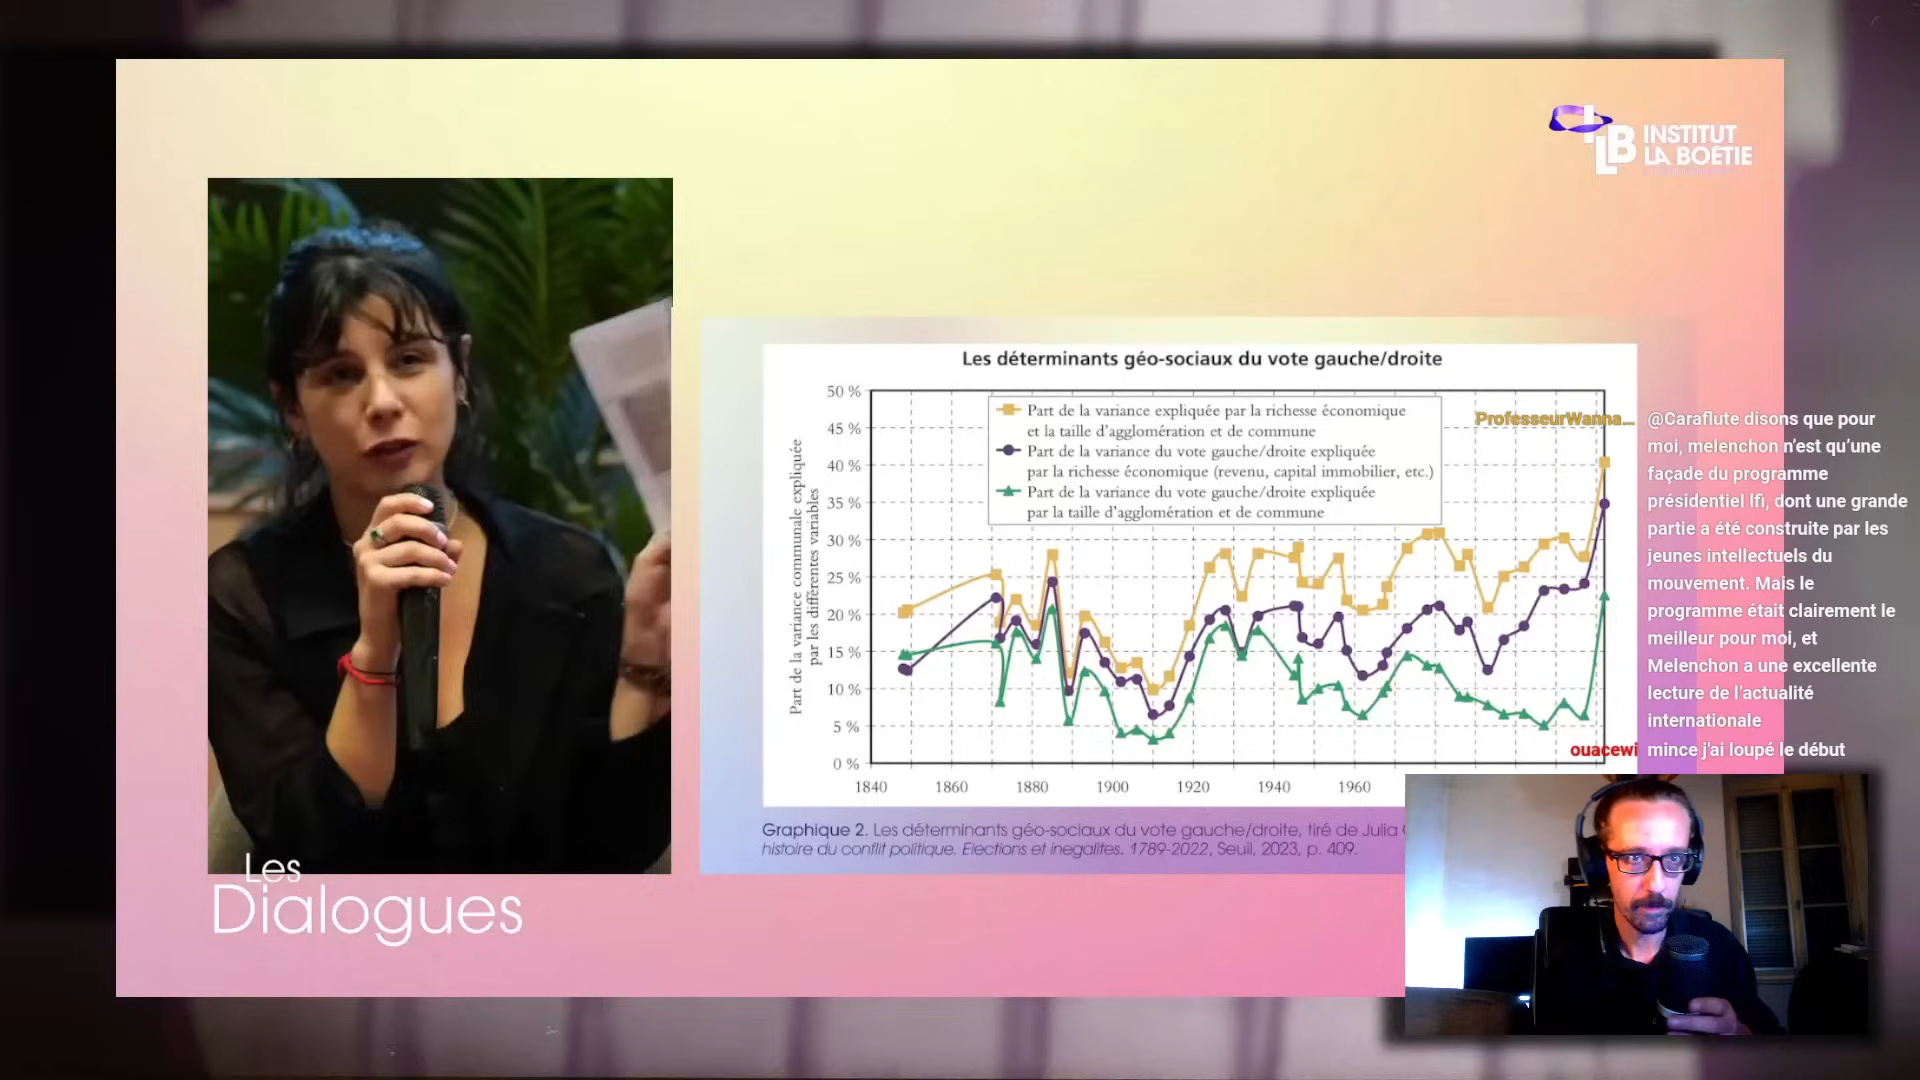 INSTITUT
LA BOÉTIE
Les déterminants géo-sociaux du vote gauche/droite
Part de la variance communale expliquée
par les différentes variables
50 %
45 %
40 %
35 %
30 %
25 %
20 %
15 %
10 %
5 %
0 %
Part de la variance expliquée par la richesse économique
et la taille d'agglomération et de commune
Part de la variance du vote gauche/droite expliquée
par la richesse économique (revenu, capital immobilier, etc.)
Part de la variance du vote gauche/droite expliquée
par la taille d'agglomération et de commune
1840 1860 1880 1900 1920 1940 1960
Graphique 2. Les déterminants géo-sociaux du vote gauche/droite, tiré de Julia
histoire du conflit politique. Elections et inegalites. 1789-2022, Seuil, 2023, p. 409.
ProfesseurWanna... @Caraflute disons que pour
moi, melenchon n'est qu'une
façade du programme
présidentiel lfi, dont une grande
partie a été construite par les
jeunes intellectuels du
mouvement. Mais le
programme était clairement le
meilleur pour moi, et
Melenchon a une excellente
lecture de l'actualité
internationale
ouacewi mince j'ai loupé le début
Les
Dialogues